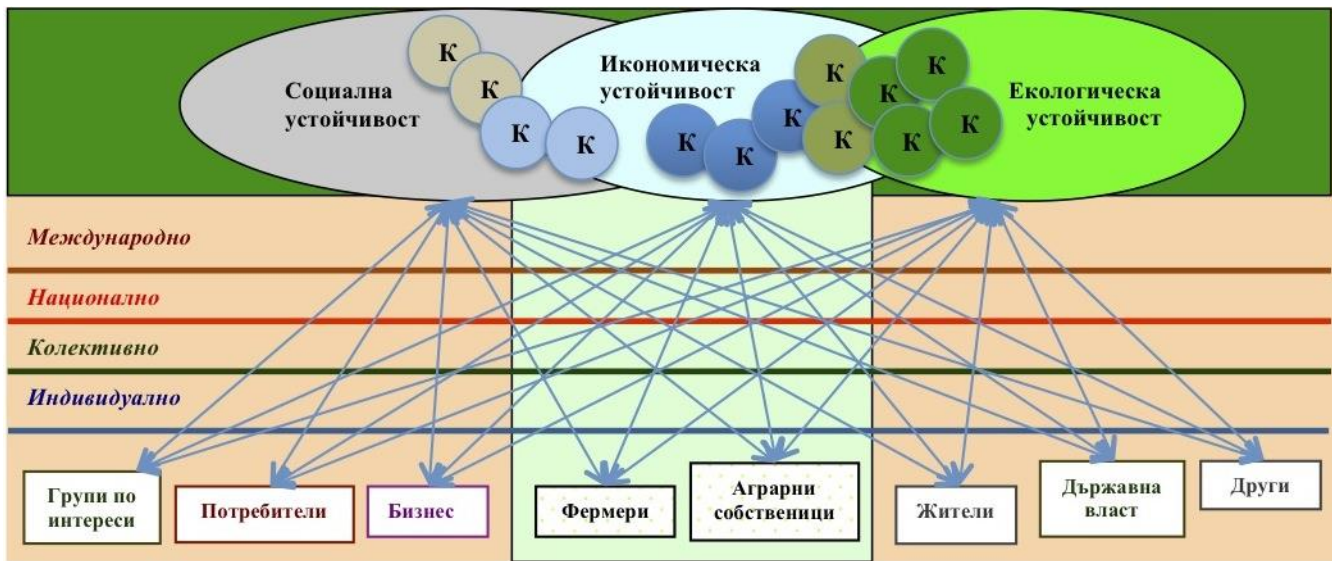 К
К
К
К
К
К
К
К
К
К
К
К
К
К
Социална
устойчивост
Икономическа
устойчивост
Екологическа
устойчивост
Международно
Национално
Колективно
Индивидуално
Групи по
интереси
Потребители
Бизнес
Фермери
Аграрни
собственици
Жители
Държавна
власт
Други